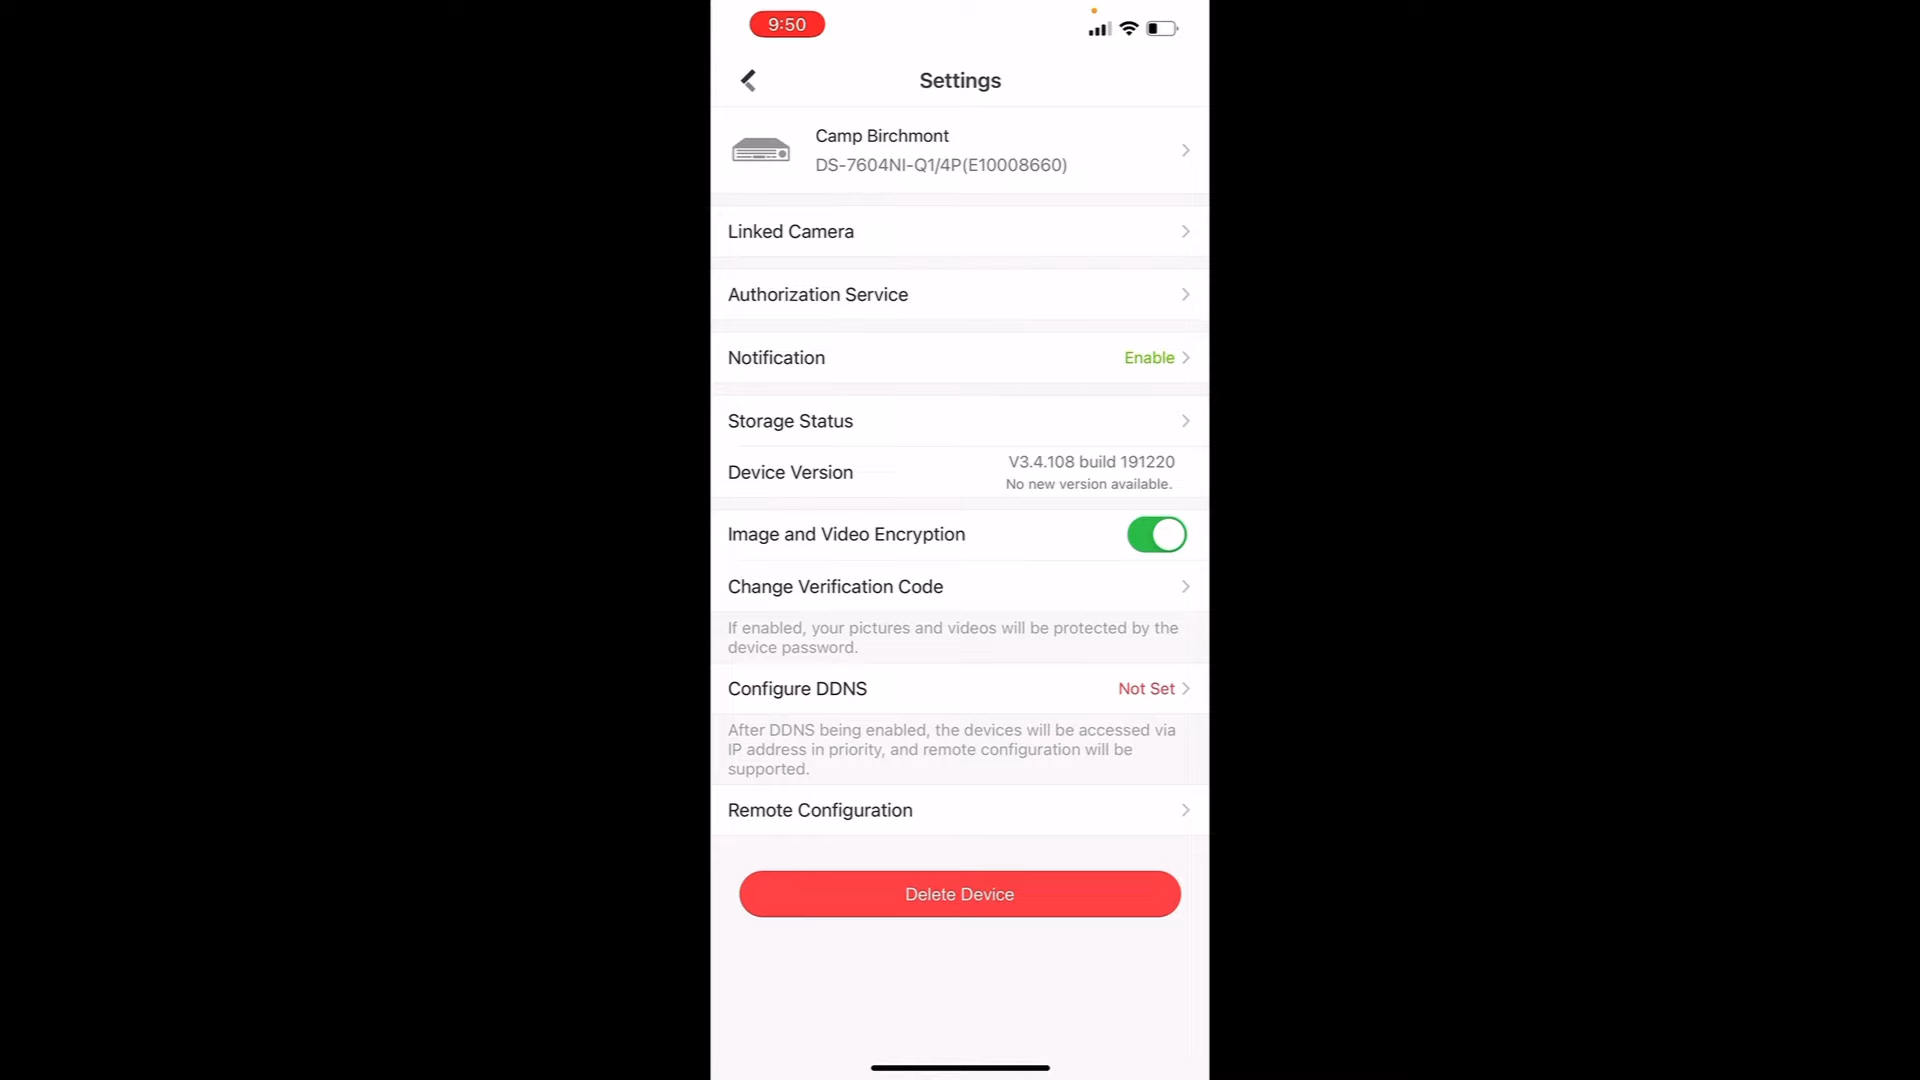 9:50
Settings
Camp Birchmont
DS-7604NI-Q1/4P(E10008660)
Linked Camera
Authorization Service
Notification Enable
Storage Status
Device Version V3.4.108 build 191220
No new version available.
Image and Video Encryption
Change Verification Code
If enabled, your pictures and videos will be protected by the
device password.
Configure DDNS Not Set
After DDNS being enabled, the devices will be accessed via
IP address in priority, and remote configuration will be
supported.
Remote Configuration
Delete Device